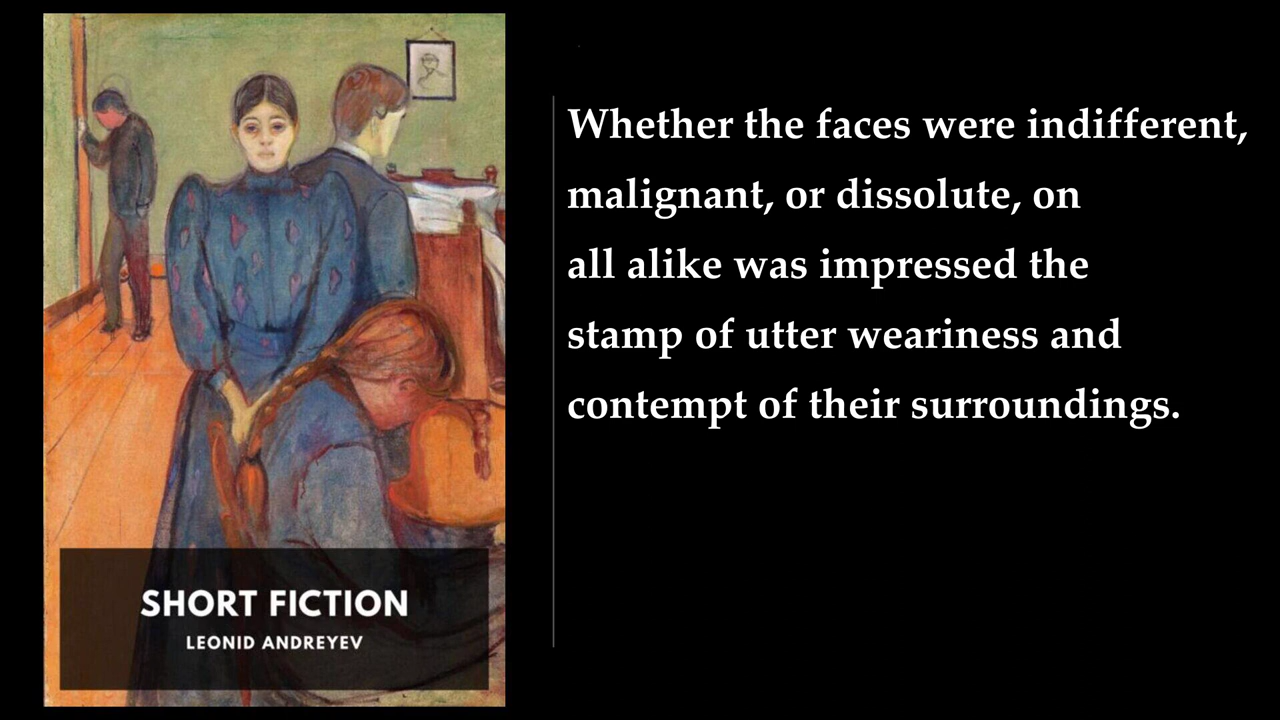 Whether the faces were indifferent,
malignant, or dissolute, on
all alike was impressed the
stamp of utter weariness and
contempt of their surroundings.
SHORT FICTION
LEONID ANDREYEV